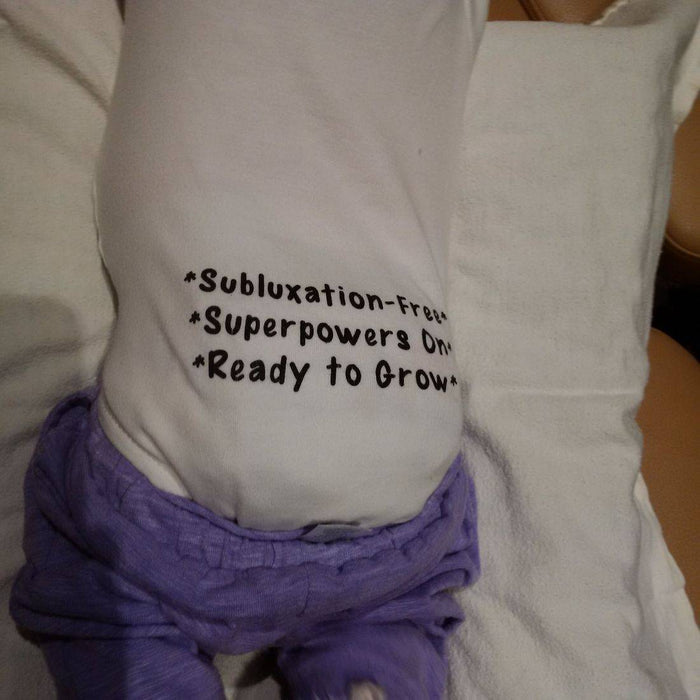 *Subluxation-Free*
*Superpowers On*
*Ready to Grow*